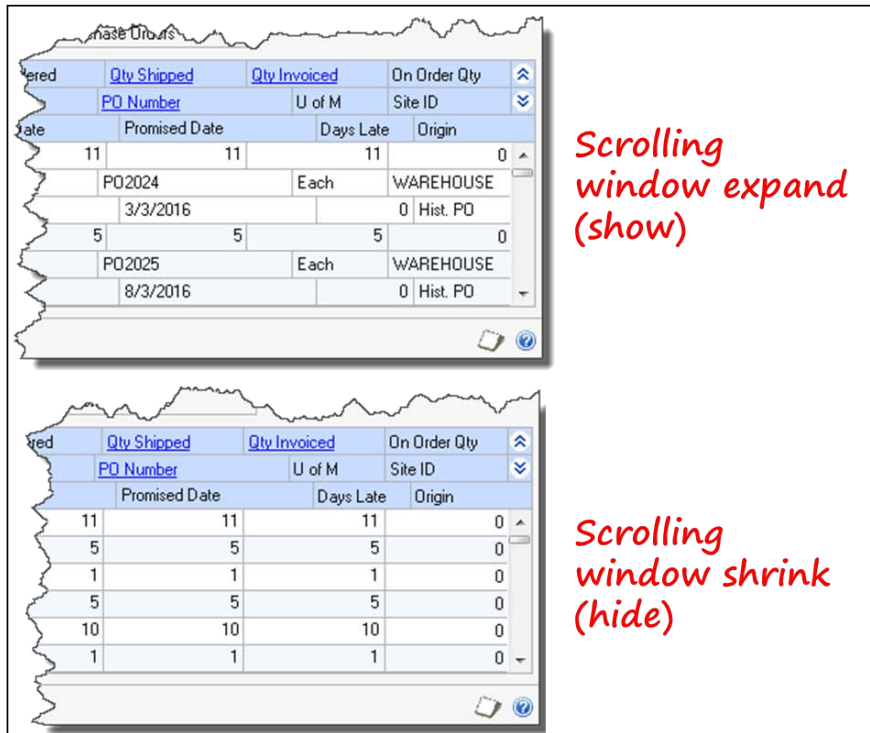 hase Orders
ered Qty Shipped Qty Invoiced On Order Qty
PO Number U of M Site ID
ate Promised Date Days Late Origin
11 11 11 0
PO2024 Each WAREHOUSE
3/3/2016 0 Hist. PO
5 5 5 0
PO2025 Each WAREHOUSE
8/3/2016 0 Hist. PO
Scrolling
window expand
(show)
red Qty Shipped Qty Invoiced On Order Qty
PO Number U of M Site ID
Promised Date Days Late Origin
11 11 11 0
5 5 5 0
1 1 1 0
5 5 5 0
10 10 10 0
1 1 1 0
Scrolling
window shrink
(hide)